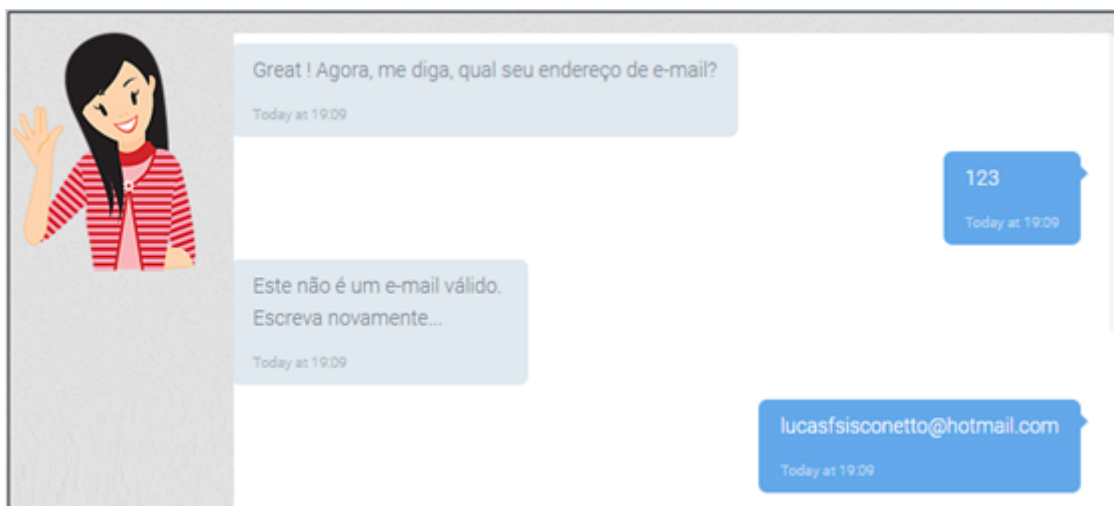 Great ! Agora, me diga, qual seu endereço de e-mail?
Today at 19:09
123
Today at 19:09
Este não é um e-mail válido.
Escreva novamente...
Today at 19:09
lucasfsisconetto@hotmail.com
Today at 19:09